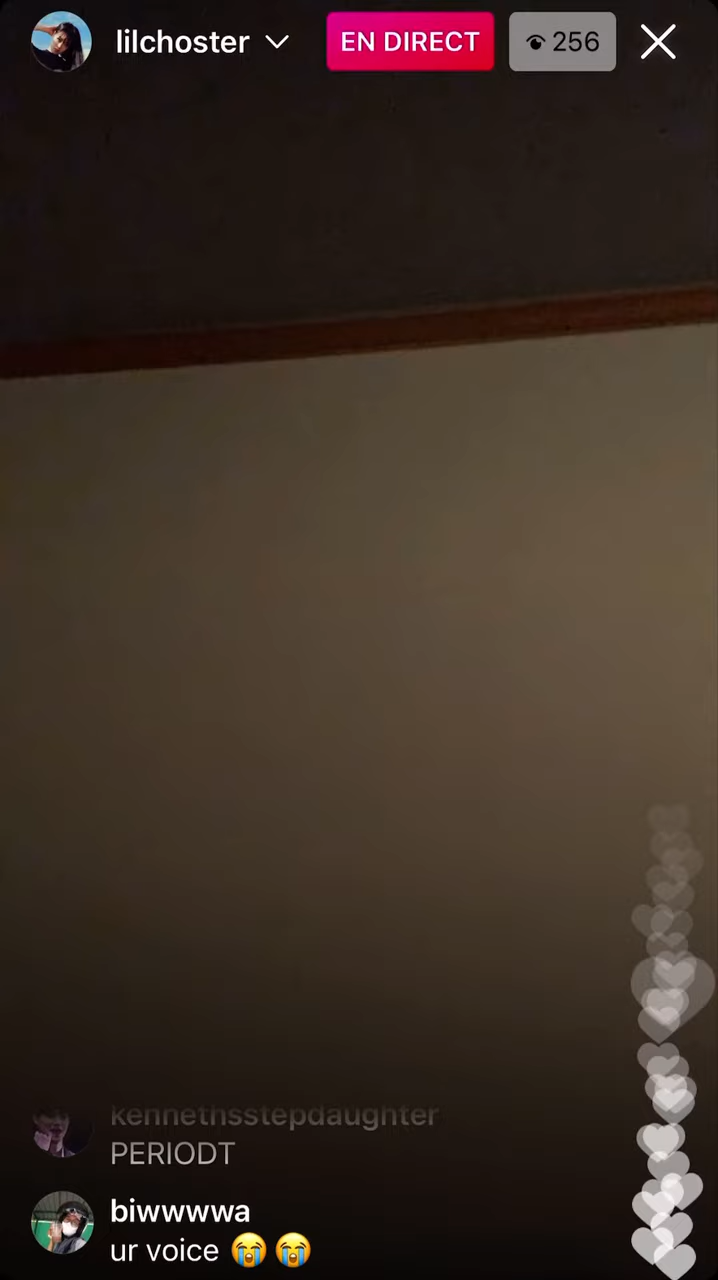 lilchoster
EN DIRECT
256
kennethsstepdaughter
PERIODT
biwwwwa
ur voice 😭😭